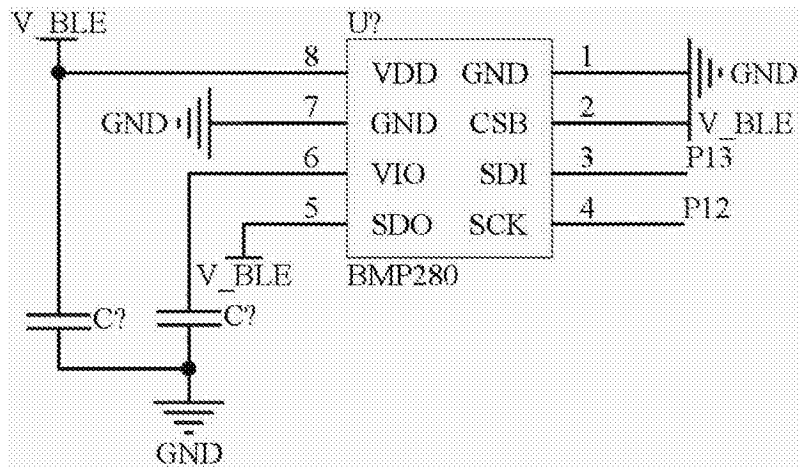 V_BLE
U?
8 VDD GND 1 GND
GND 7 GND CSB 2 V_BLE
6 VIO SDI 3 P13
5 SDO SCK 4 P12
V_BLE BMP280
C? C?
GND